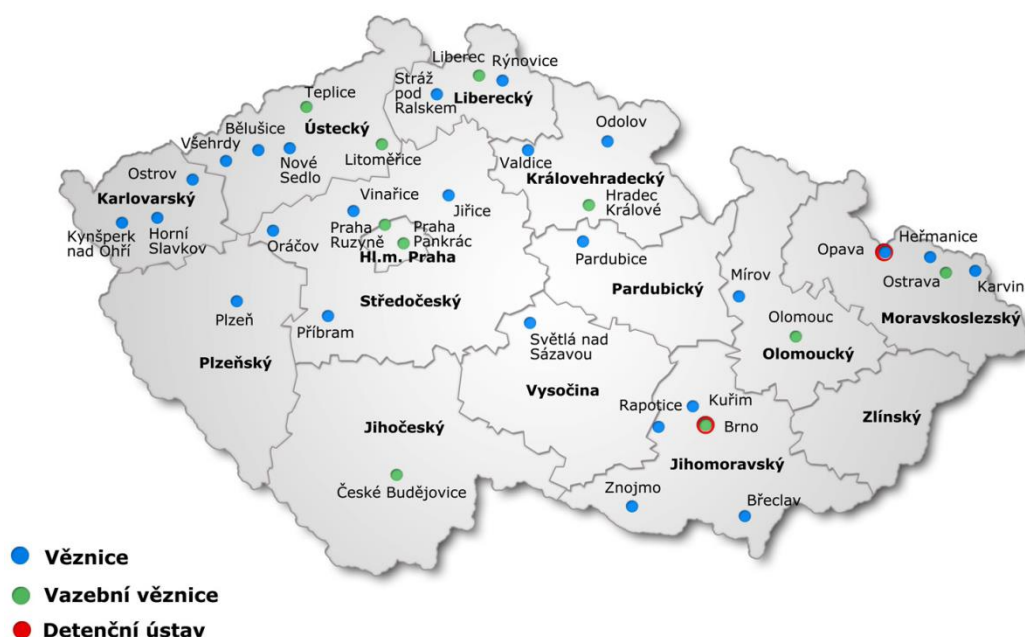 Liberec
Rýnovice
Stráž
pod
Ralskem
Liberecký
Teplice
Ústecký
Bělušice
Všehrdy
Nové
Sedlo
Litoměřice
Odolov
Valdice
Královehradecký
Hradec
Králové
Ostrov
Karlovarský
Kynšperk
nad Ohří
Horní
Slavkov
Vinařice
Jiřice
Praha
Ruzyně
Praha
Pankrác
Hl.m. Praha
Oráčov
Středočeský
Příbram
Plzeň
Plzeňský
Pardubice
Pardubický
Mírov
Opava
Heřmanice
Ostrava
Karvin
Moravskoslezský
Olomouc
Olomoucký
Světlá nad
Sázavou
Vysočina
Rapotice
Kuřim
Brno
Zlínský
Jihočeský
Jihomoravský
České Budějovice
Znojmo
Břeclav
Věznice
Vazební věznice
Detenční ústav